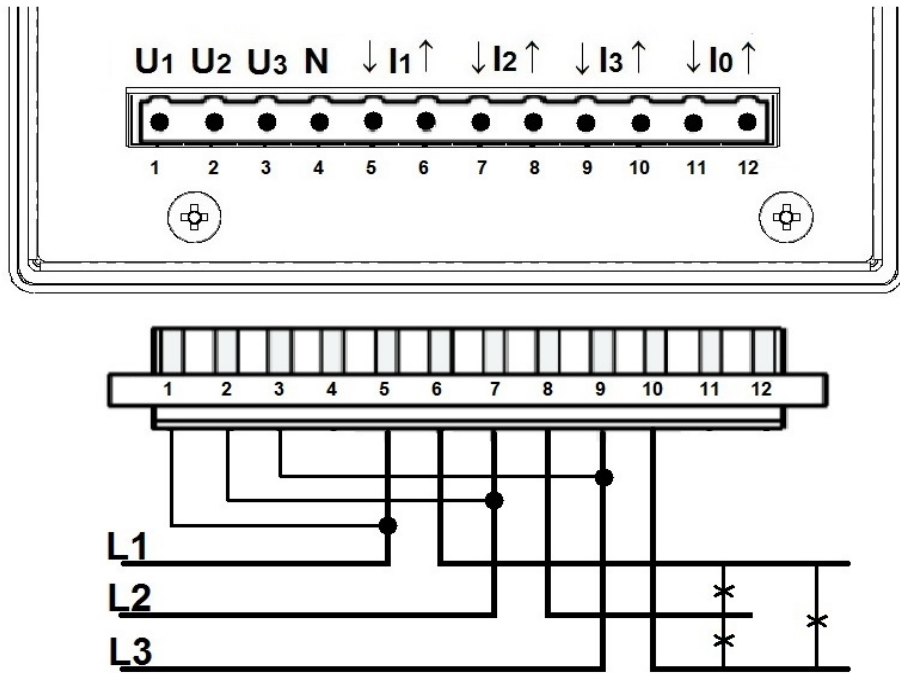 U1 U2 U3 N ↓ I1 ↑ ↓ I2 ↑ ↓ I3 ↑ ↓ I0 ↑
1 2 3 4 5 6 7 8 9 10 11 12
1 2 3 4 5 6 7 8 9 10 11 12
L1
L2
L3